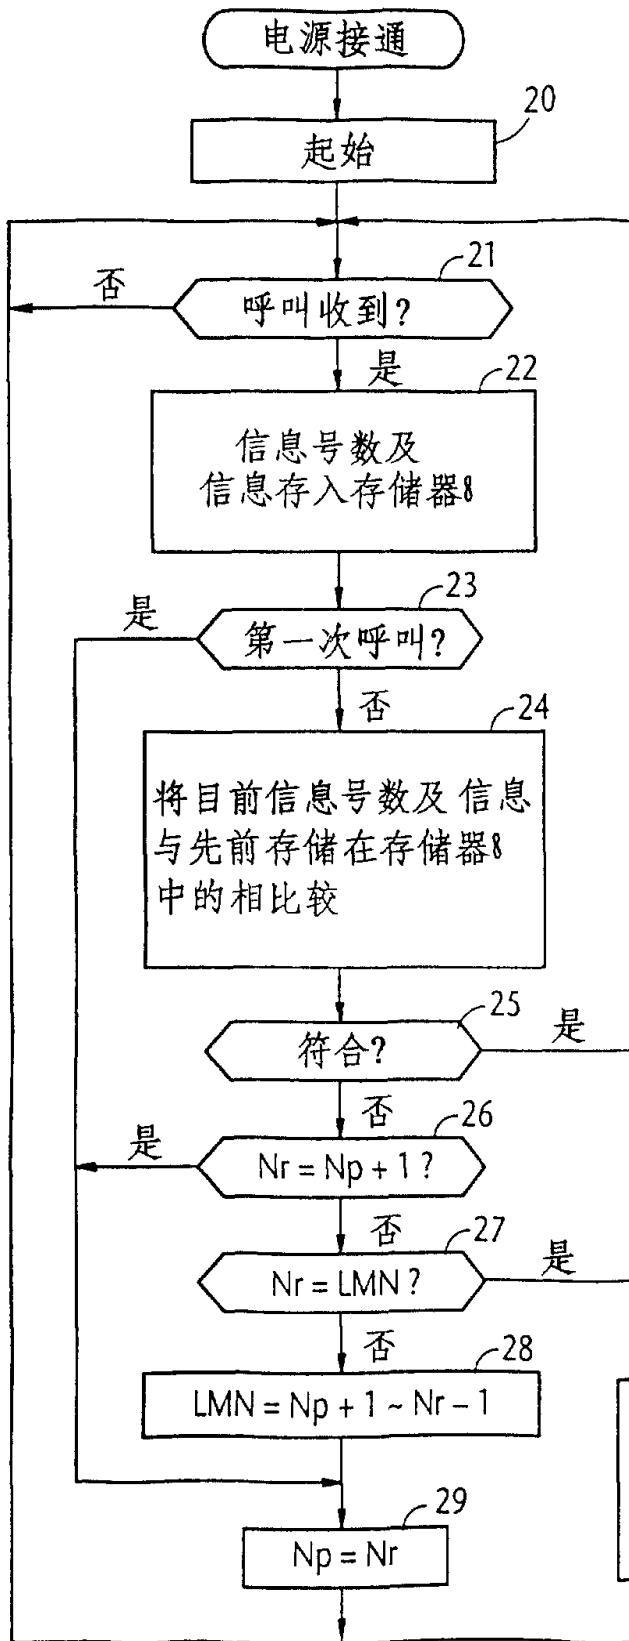 电源接通
20
起始
21
否
呼叫收到?
是
22
信息号数及
信息存入存储器8
23
是
第一次呼叫?
否
24
将目前信息号数及信息
与先前存储在存储器8
中的相比较
25
符合?
是
否
26
是
Nr = Np + 1 ?
否
27
Nr = LMN ?
是
否
28
LMN = Np + 1 ~ Nr - 1
29
Np = Nr